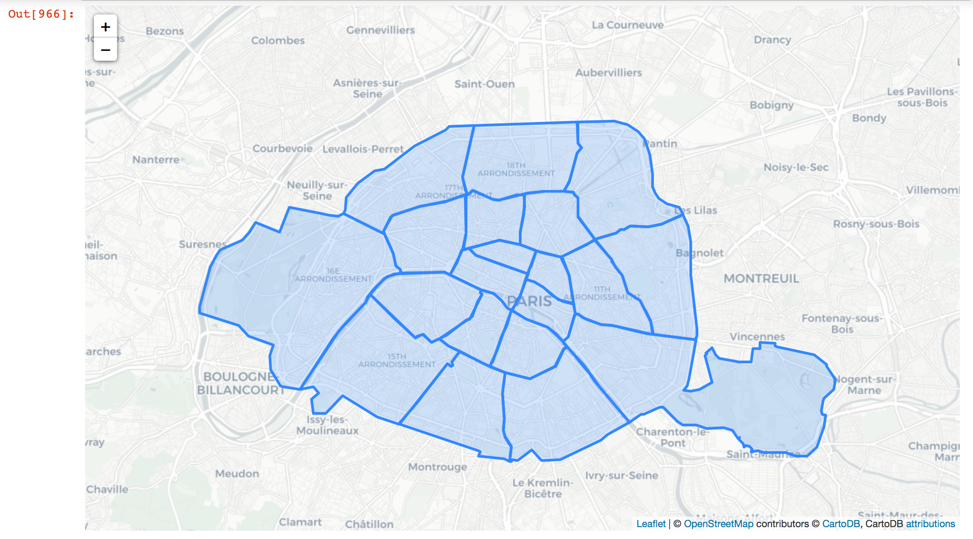 Out[966]:
+
−
Bezons
Gennevilliers
La Courneuve
Colombes
Drancy
Asnières-sur-
Seine
Saint-Ouen
Aubervilliers
Les Pavillons-
sous-Bois
Bobigny
Bondy
Courbevoie
Levallois-Perret
Pantin
Nanterre
18TH
ARRONDISSEMENT
Noisy-le-Sec
Neuilly-sur-
Seine
17TH
ARRONDISSEMENT
Villemom
Les Lilas
Rosny-sous-Bois
Suresnes
Bagnolet
16E
ARRONDISSEMENT
MONTREUIL
PARIS
11TH
ARRONDISSEMENT
Fontenay-sous-
Bois
Vincennes
15TH
ARRONDISSEMENT
BOULOGNE-
BILLANCOURT
Nogent-sur-
Marne
Issy-les-
Moulineaux
Charenton-le-
Pont
Saint-Maurice
Champig
Meudon
Montrouge
Ivry-sur-Seine
Le Kremlin-
Bicêtre
Chaville
Clamart
Châtillon
Leaflet | © OpenStreetMap contributors © CartoDB, CartoDB attributions